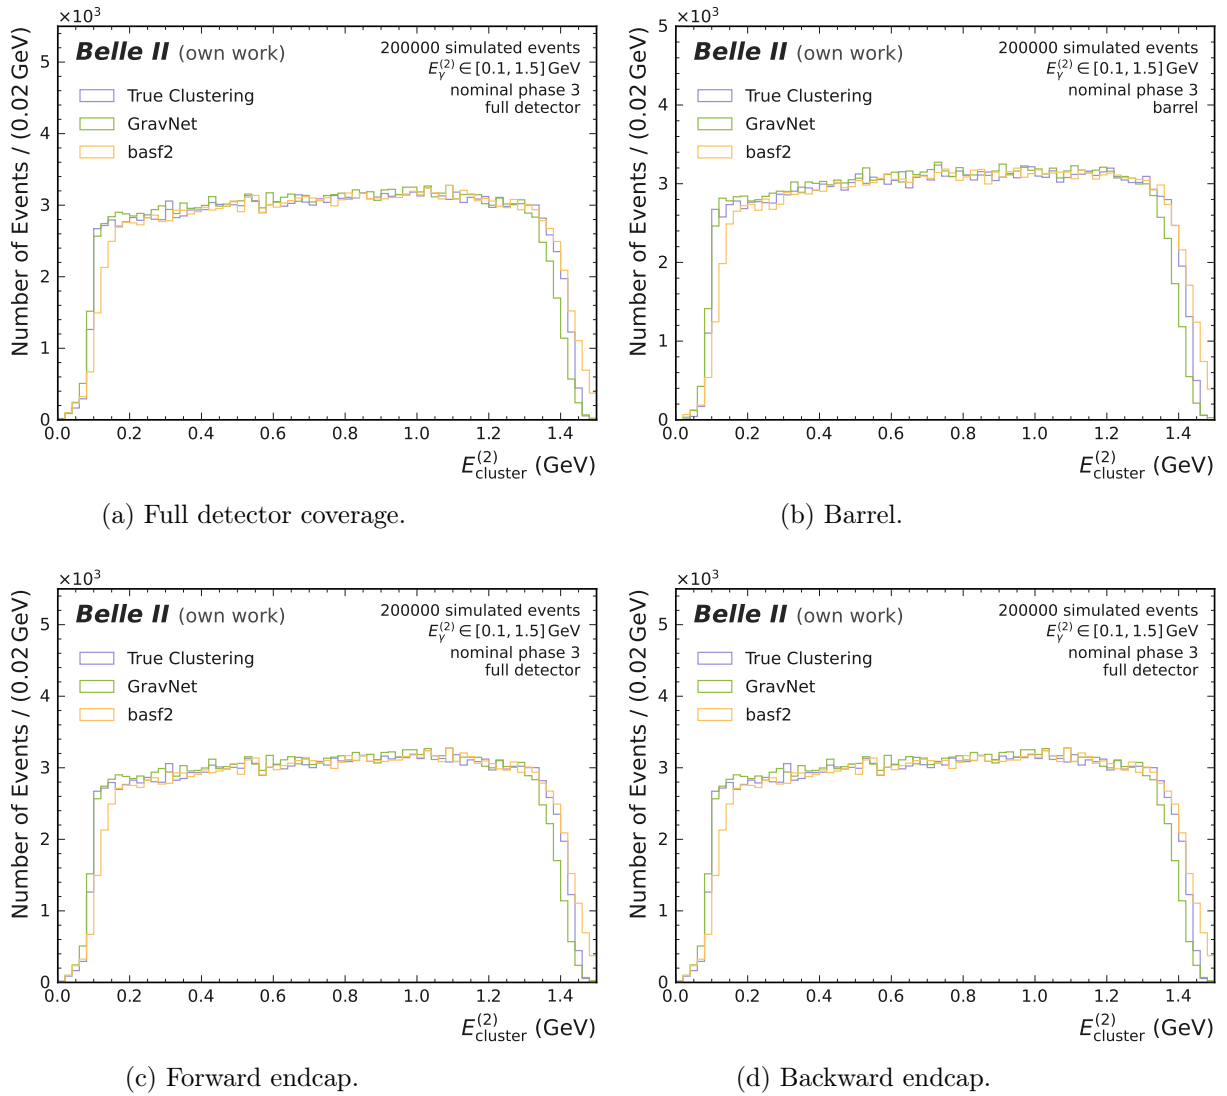 ×10³
Belle II (own work)
200000 simulated events
E_γ^(2) ∈ [0.1, 1.5] GeV
nominal phase 3
full detector
True Clustering
GravNet
basf2
Number of Events / (0.02 GeV)
5
4
3
2
1
0
0.0 0.2 0.4 0.6 0.8 1.0 1.2 1.4
E_cluster^(2) (GeV)
(a) Full detector coverage.
×10³
Belle II (own work)
200000 simulated events
E_γ^(2) ∈ [0.1, 1.5] GeV
nominal phase 3
barrel
True Clustering
GravNet
basf2
Number of Events / (0.02 GeV)
5
4
3
2
1
0
0.0 0.2 0.4 0.6 0.8 1.0 1.2 1.4
E_cluster^(2) (GeV)
(b) Barrel.
×10³
Belle II (own work)
200000 simulated events
E_γ^(2) ∈ [0.1, 1.5] GeV
nominal phase 3
full detector
True Clustering
GravNet
basf2
Number of Events / (0.02 GeV)
5
4
3
2
1
0
0.0 0.2 0.4 0.6 0.8 1.0 1.2 1.4
E_cluster^(2) (GeV)
(c) Forward endcap.
×10³
Belle II (own work)
200000 simulated events
E_γ^(2) ∈ [0.1, 1.5] GeV
nominal phase 3
full detector
True Clustering
GravNet
basf2
Number of Events / (0.02 GeV)
5
4
3
2
1
0
0.0 0.2 0.4 0.6 0.8 1.0 1.2 1.4
E_cluster^(2) (GeV)
(d) Backward endcap.